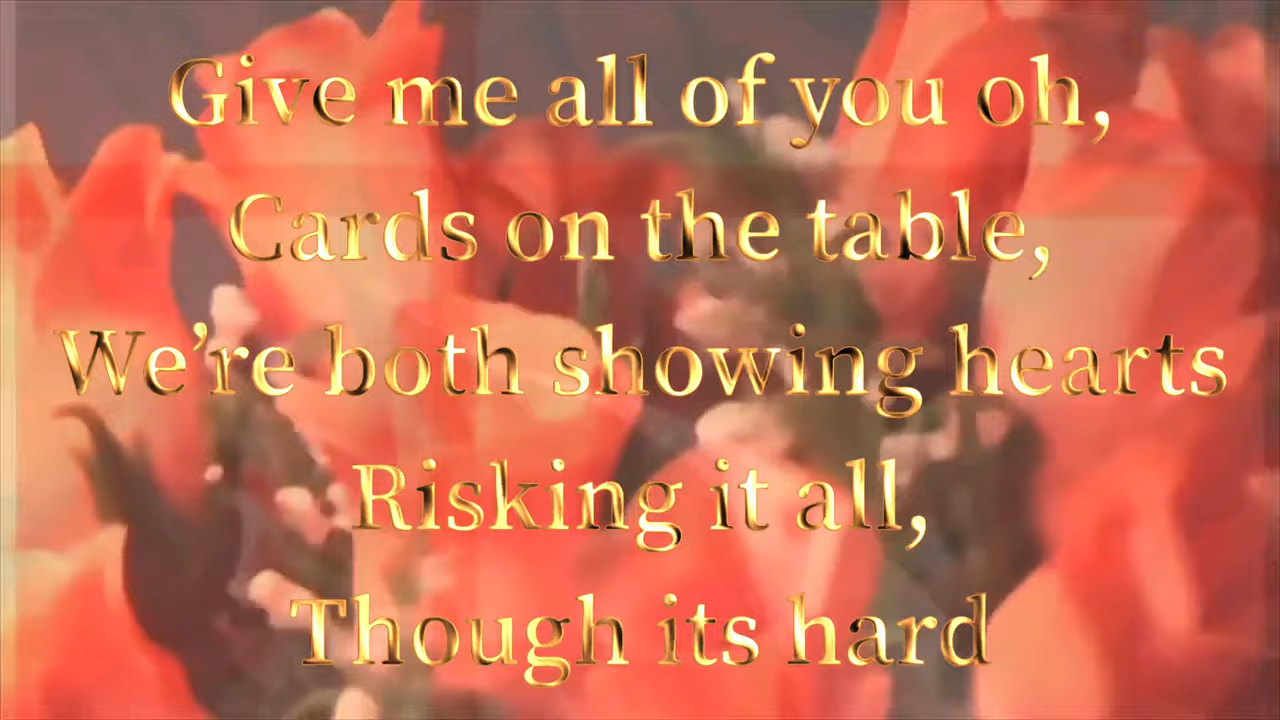 Give me all of you oh,
Cards on the table,
We’re both showing hearts
Risking it all,
Though its hard